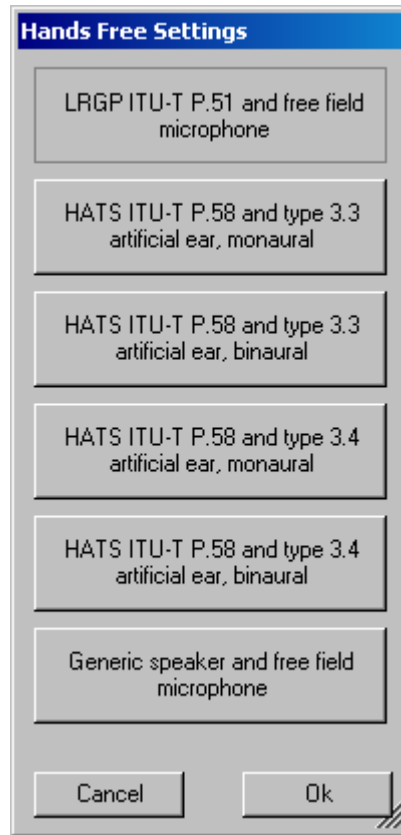 Hands Free Settings
LRGP ITU-T P.51 and free field
microphone
HATS ITU-T P.58 and type 3.3
artificial ear, monaural
HATS ITU-T P.58 and type 3.3
artificial ear, binaural
HATS ITU-T P.58 and type 3.4
artificial ear, monaural
HATS ITU-T P.58 and type 3.4
artificial ear, binaural
Generic speaker and free field
microphone
Cancel Ok